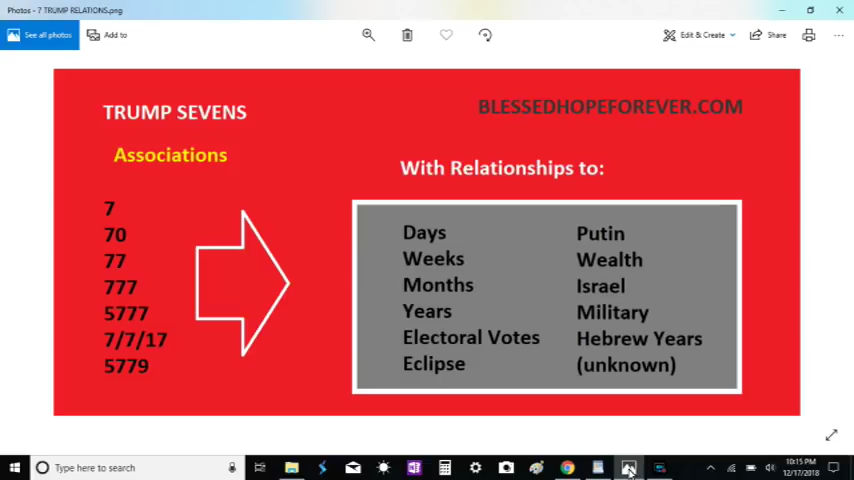 Photos - 7 TRUMP RELATIONS.png
See all photos
Add to
Edit & Create
Share
TRUMP SEVENS
BLESSEDHOPEFOREVER.COM
Associations
With Relationships to:
7
70
77
777
5777
7/7/17
5779
Days
Weeks
Months
Years
Electoral Votes
Eclipse
Putin
Wealth
Israel
Military
Hebrew Years
(unknown)
Type here to search
10:15 PM
12/17/2018